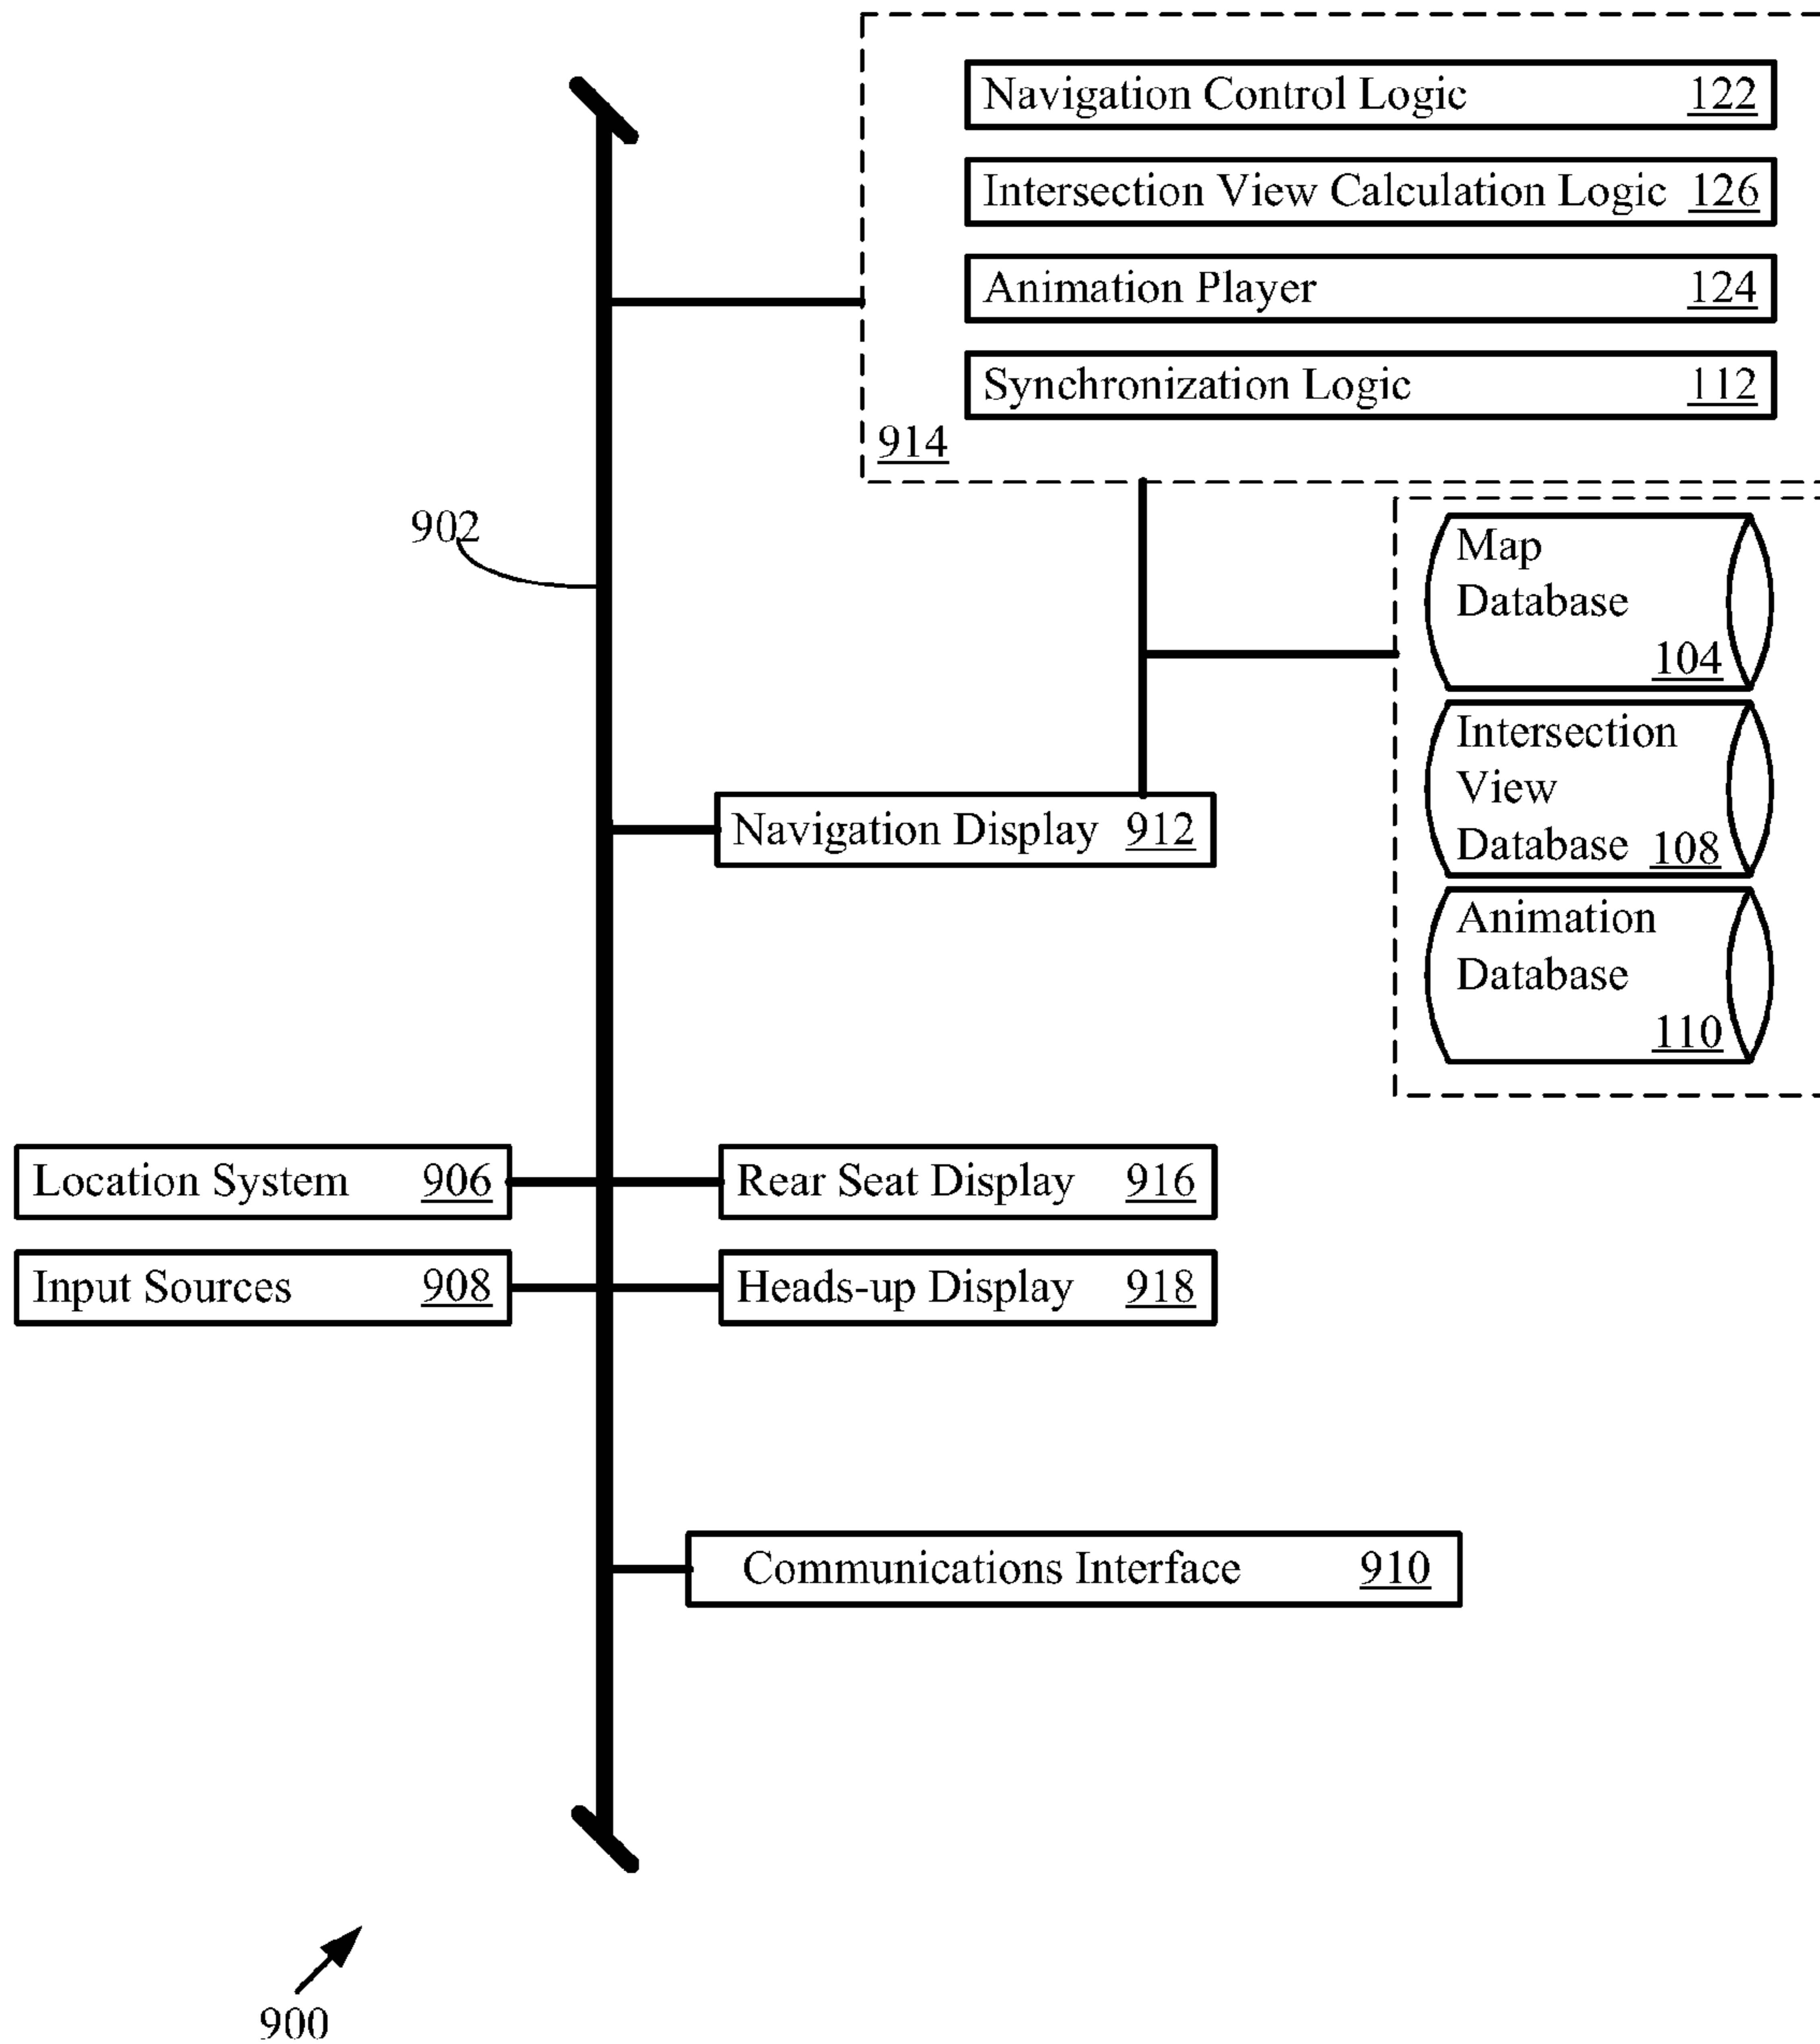 Navigation Control Logic 122
Intersection View Calculation Logic 126
Animation Player 124
Synchronization Logic 112
914
902
Map
Database
104
Intersection
View
Database 108
Animation
Database
110
Navigation Display 912
Location System 906
Rear Seat Display 916
Input Sources 908
Heads-up Display 918
Communications Interface 910
900